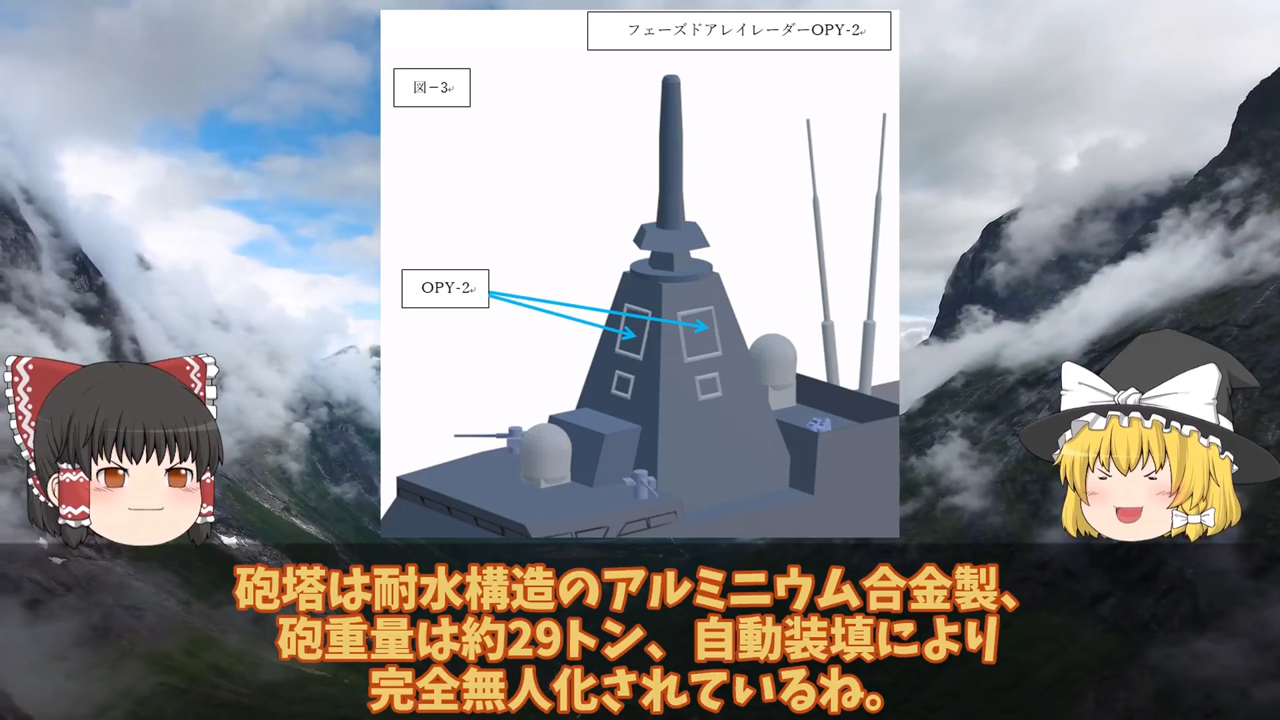 フェーズドアレイレーダーOPY-2
図－3
OPY-2
砲塔は耐水構造のアルミニウム合金製、
砲重量は約29トン、自動装填により
完全無人化されているね。